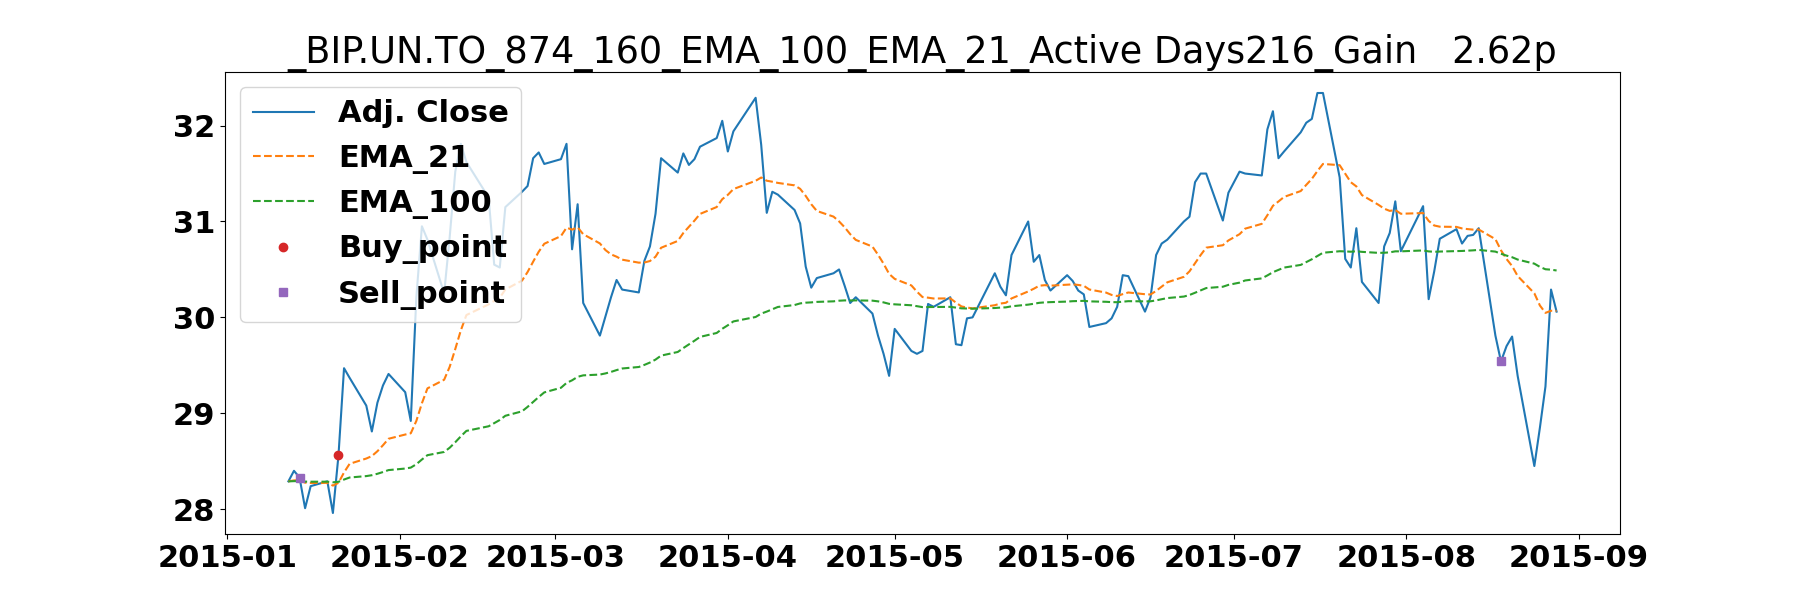 _BIP.UN.TO_874_160_EMA_100_EMA_21_Active Days216_Gain   2.62p
Adj. Close
EMA_21
EMA_100
Buy_point
Sell_point
32
31
30
29
28
2015-01 2015-02 2015-03 2015-04 2015-05 2015-06 2015-07 2015-08 2015-09